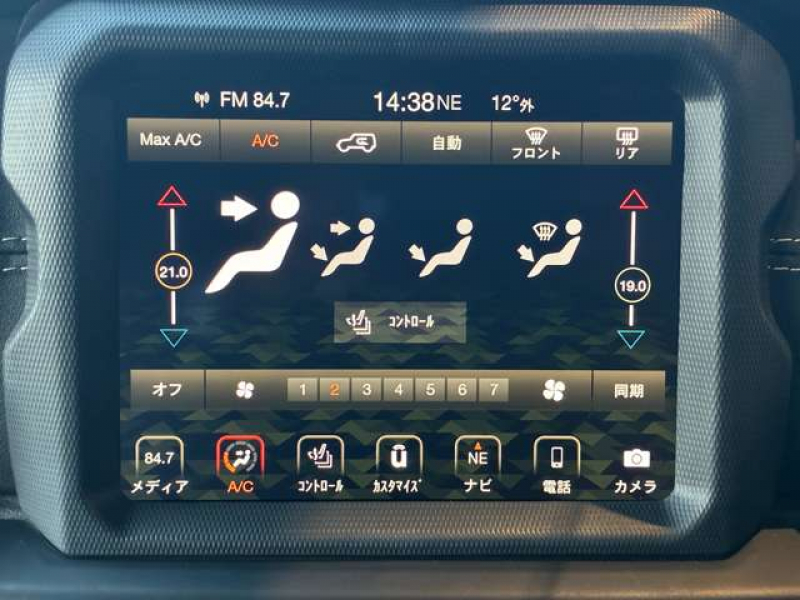 FM 84.7 14:38 NE 12°外
Max A/C A/C 自動 フロント リア
21.0 19.0
コントロール
オフ 1 2 3 4 5 6 7 同期
84.7 NE
メディア A/C コントロール カスタマイズ ナビ 電話 カメラ